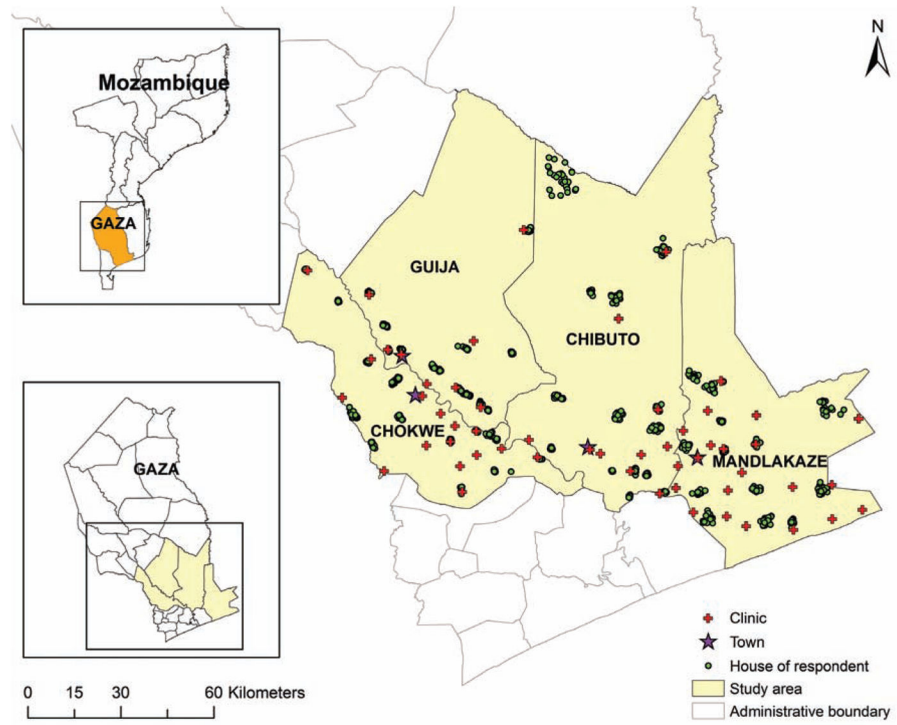 N
Mozambique
GAZA
GUIJA
CHIBUTO
CHOKWE
MANDLAKAZE
GAZA
Clinic
Town
House of respondent
Study area
Administrative boundary
0 15 30 60 Kilometers